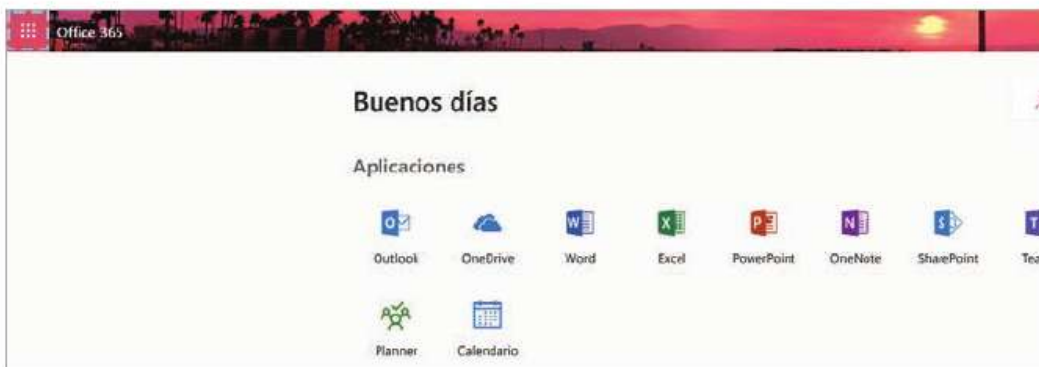 Office 365
Buenos días
Aplicaciones
Outlook OneDrive Word Excel PowerPoint OneNote SharePoint
Planner Calendario